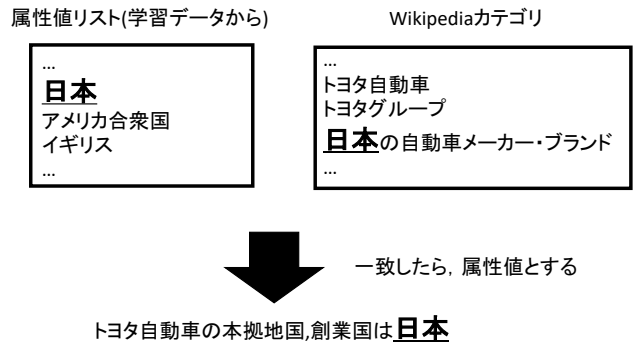 属性値リスト(学習データから)
...
日本
アメリカ合衆国
イギリス
...
Wikipediaカテゴリ
...
トヨタ自動車
トヨタグループ
日本の自動車メーカー・ブランド
...
一致したら，属性値とする
トヨタ自動車の本拠地国,創業国は日本